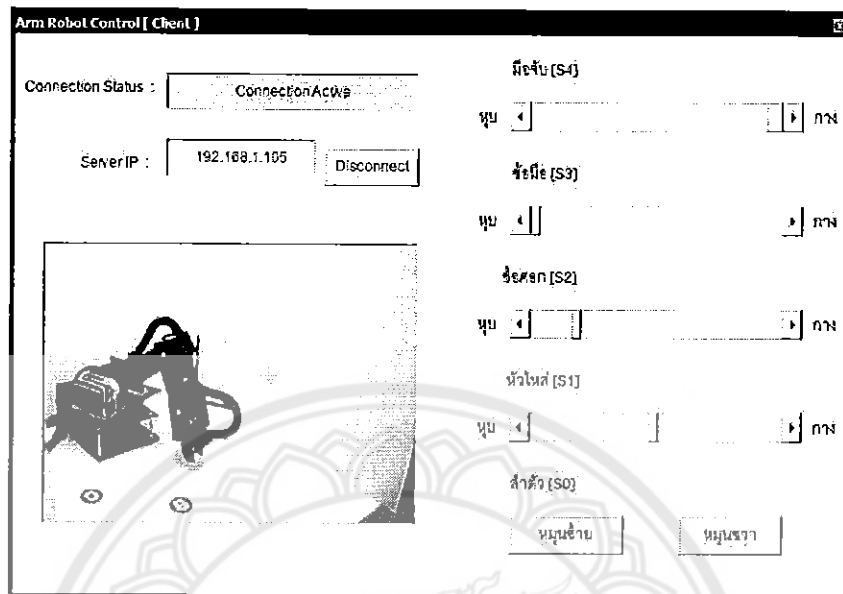 Arm Robot Control [ Client ]
Connection Status :
Connection Active
Server IP :
192.168.1.105
Disconnect
มือจับ [S4]
หุบ
กาง
ข้อมือ [S3]
หุบ
กาง
ข้อศอก [S2]
หุบ
กาง
หัวไหล่ [S1]
หุบ
กาง
ลำตัว [S0]
หมุนซ้าย
หมุนขวา